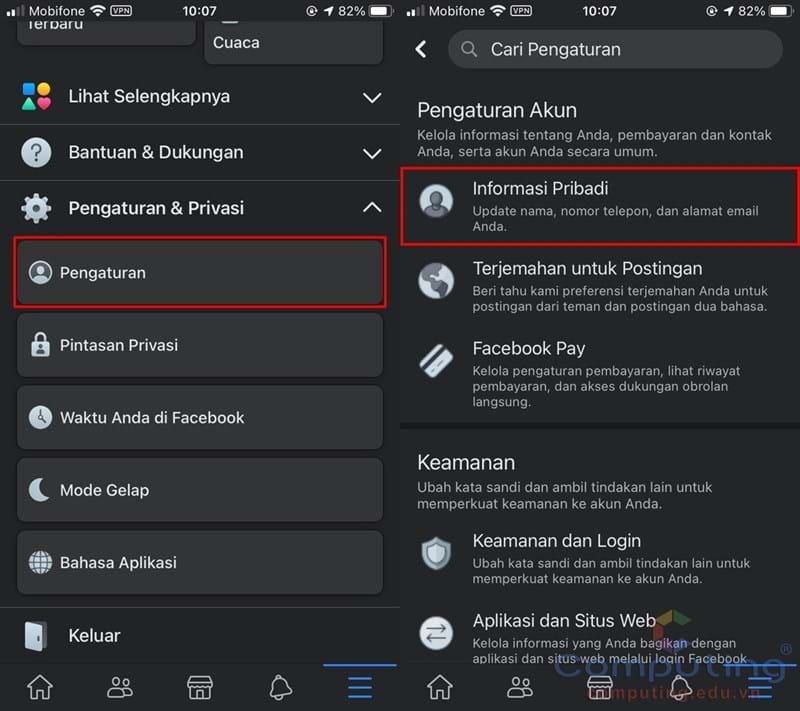 Mobifone VPN 10:07 82%
Terbaru
Cuaca
Lihat Selengkapnya
Bantuan & Dukungan
Pengaturan & Privasi
Pengaturan
Pintasan Privasi
Waktu Anda di Facebook
Mode Gelap
Bahasa Aplikasi
Keluar
Mobifone VPN 10:07 82%
Cari Pengaturan
Pengaturan Akun
Kelola informasi tentang Anda, pembayaran dan kontak
Anda, serta akun Anda secara umum.
Informasi Pribadi
Update nama, nomor telepon, dan alamat email
Anda.
Terjemahan untuk Postingan
Beri tahu kami preferensi terjemahan Anda untuk
postingan dari teman dan postingan dua bahasa.
Facebook Pay
Kelola pengaturan pembayaran, lihat riwayat
pembayaran, dan akses dukungan obrolan
langsung.
Keamanan
Ubah kata sandi dan ambil tindakan lain untuk
memperkuat keamanan ke akun Anda.
Keamanan dan Login
Ubah kata sandi dan ambil tindakan lain untuk
memperkuat keamanan ke akun Anda.
Aplikasi dan Situs Web
Kelola informasi yang Anda bagikan dengan
aplikasi dan situs web melalui login Facebook
Computing®
computing.edu.vn